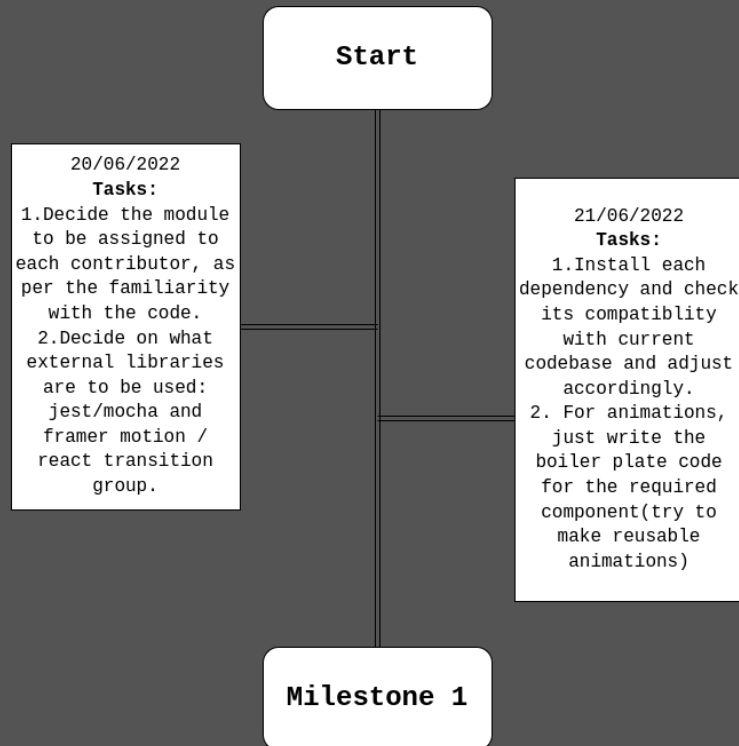 Start
20/06/2022
Tasks:
1.Decide the module
to be assigned to
each contributor, as
per the familiarity
with the code.
2.Decide on what
external libraries
are to be used:
jest/mocha and
framer motion /
react transition
group.
21/06/2022
Tasks:
1.Install each
dependency and check
its compatiblity
with current
codebase and adjust
accordingly.
2. For animations,
just write the
boiler plate code
for the required
component(try to
make reusable
animations)
Milestone 1